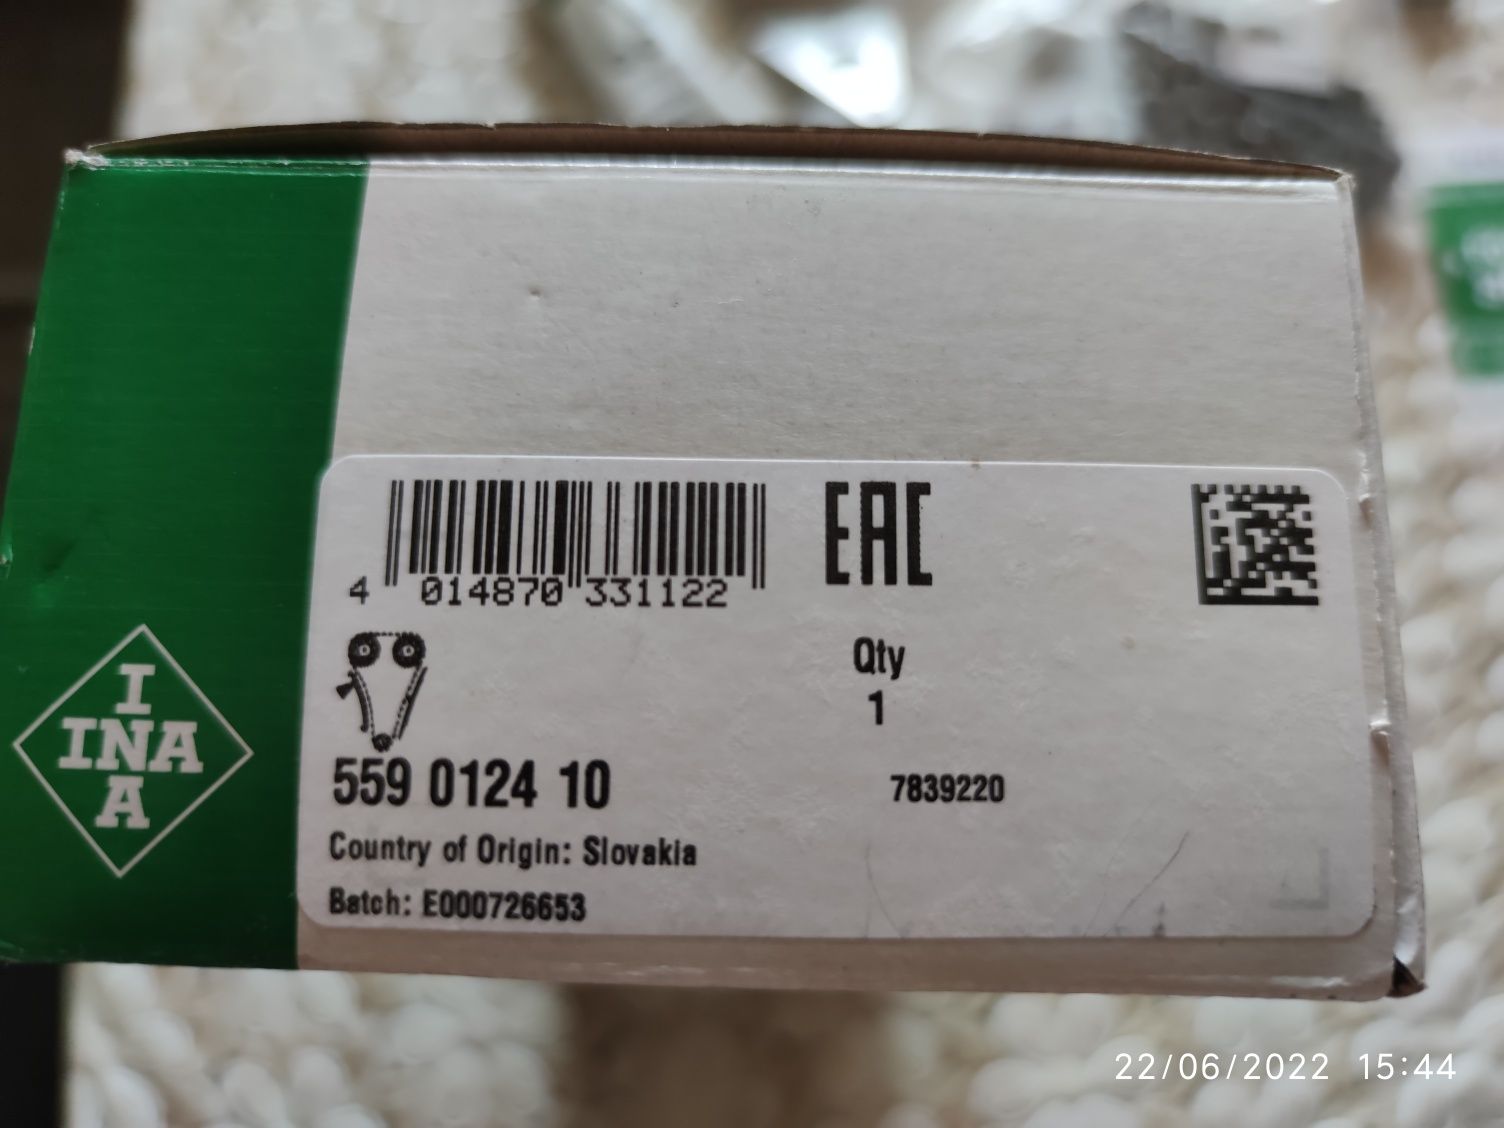 4 014870 331122
EAC
Qty
1
I
INA
A
559 0124 10
7839220
Country of Origin: Slovakia
Batch: E000726653
22/06/2022 15:44